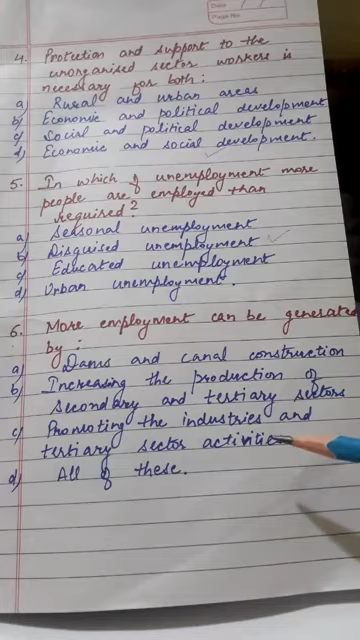 Date
Page No.
4. Protection and support to the
unorganised sector workers is
necessary for both :
a) Rural and urban areas
b) Economic and political development
c) Social and political development
d) Economic and social development.
5. In which of unemployment more
people are employed than
required?
a) Seasonal unemployment
b) Disguised unemployment
c) Educated unemployment
d) Urban unemployment.
6. More employment can be generated
by :
a) Dams and canal construction
b) Increasing the production of
secondary and tertiary sectors
c) Promoting the industries and
tertiary sector activities
d) All of these.